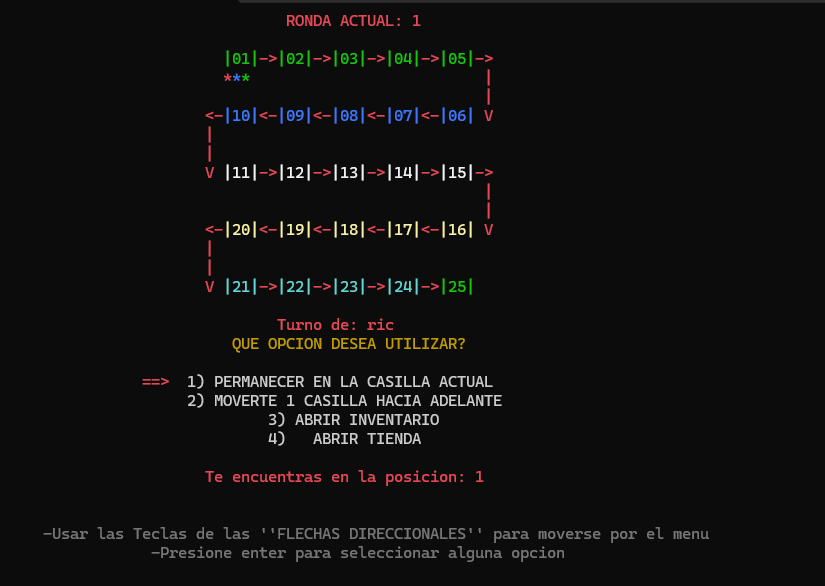 RONDA ACTUAL: 1
|01|->|02|->|03|->|04|->|05|->
*** |
|
<-|10|<-|09|<-|08|<-|07|<-|06| V
|
|
V |11|->|12|->|13|->|14|->|15|->
|
|
<-|20|<-|19|<-|18|<-|17|<-|16| V
|
|
V |21|->|22|->|23|->|24|->|25|
Turno de: ric
QUE OPCION DESEA UTILIZAR?
==> 1) PERMANECER EN LA CASILLA ACTUAL
2) MOVERTE 1 CASILLA HACIA ADELANTE
3) ABRIR INVENTARIO
4) ABRIR TIENDA
Te encuentras en la posicion: 1
-Usar las Teclas de las ''FLECHAS DIRECCIONALES'' para moverse por el menu
-Presione enter para seleccionar alguna opcion